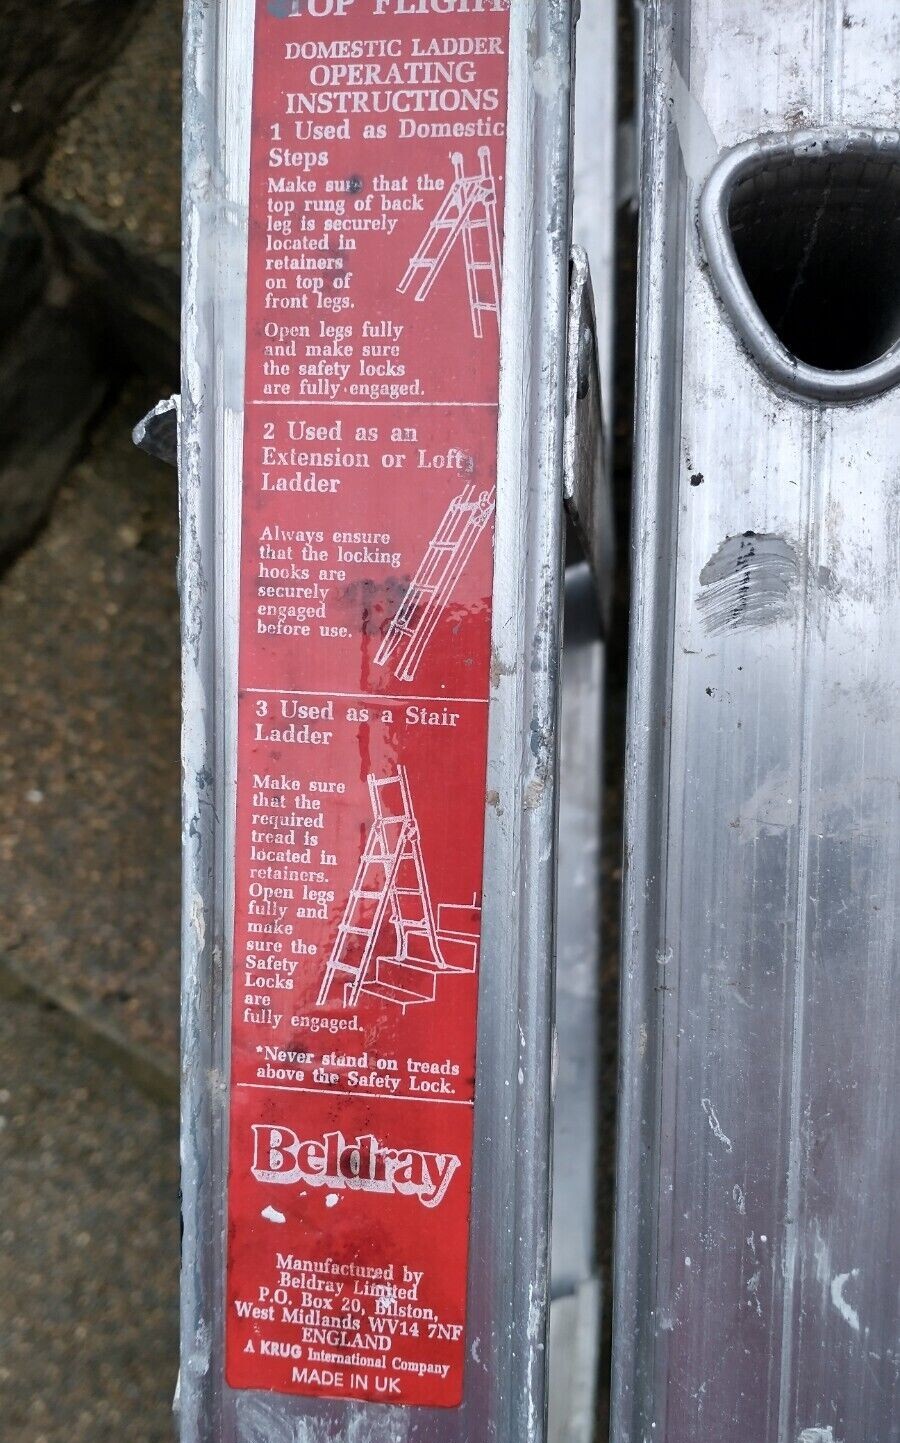 TOP FLIGHT
DOMESTIC LADDER
OPERATING
INSTRUCTIONS
1 Used as Domestic
Steps
Make sure that the
top rung of back
leg is securely
located in
retainers
on top of
front legs.
Open legs fully
and make sure
the safety locks
are fully engaged.
2 Used as an
Extension or Loft
Ladder
Always ensure
that the locking
hooks are
securely
engaged
before use.
3 Used as a Stair
Ladder
Make sure
that the
required
tread is
located in
retainers.
Open legs
fully and
make
sure the
Safety
Locks
are
fully engaged.
*Never stand on treads
above the Safety Lock.
Beldray
Manufactured by
Beldray Limited
P.O. Box 20, Bilston,
West Midlands WV14 7NF
ENGLAND
A KRUG International Company
MADE IN UK